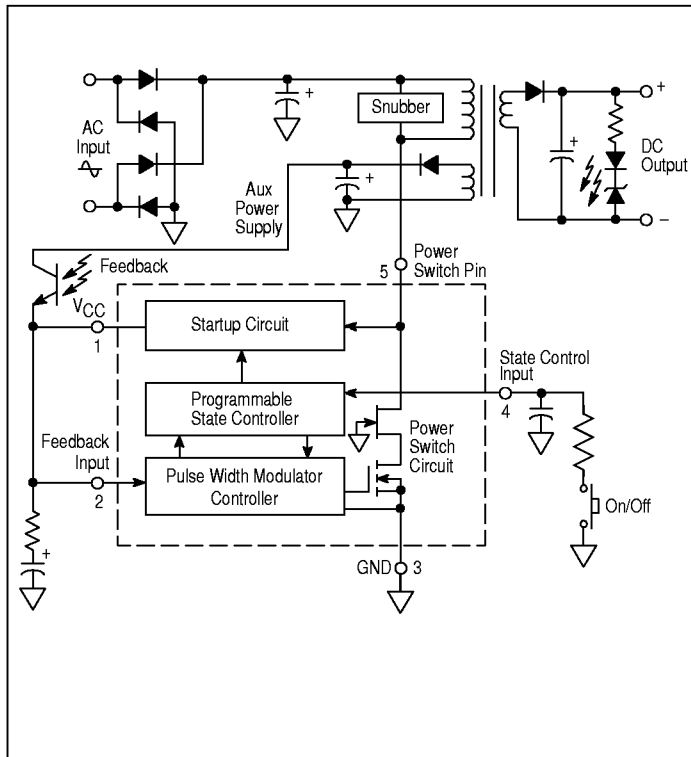 Snubber
+
+
AC
Input
+
DC
Output
+
−
Aux
Power
Supply
+
Feedback
5
Power
Switch Pin
VCC
1
Startup Circuit
State Control
Input
4
Programmable
State Controller
Power
Switch
Circuit
Feedback
Input
2
Pulse Width Modulator
Controller
On/Off
+
GND
3